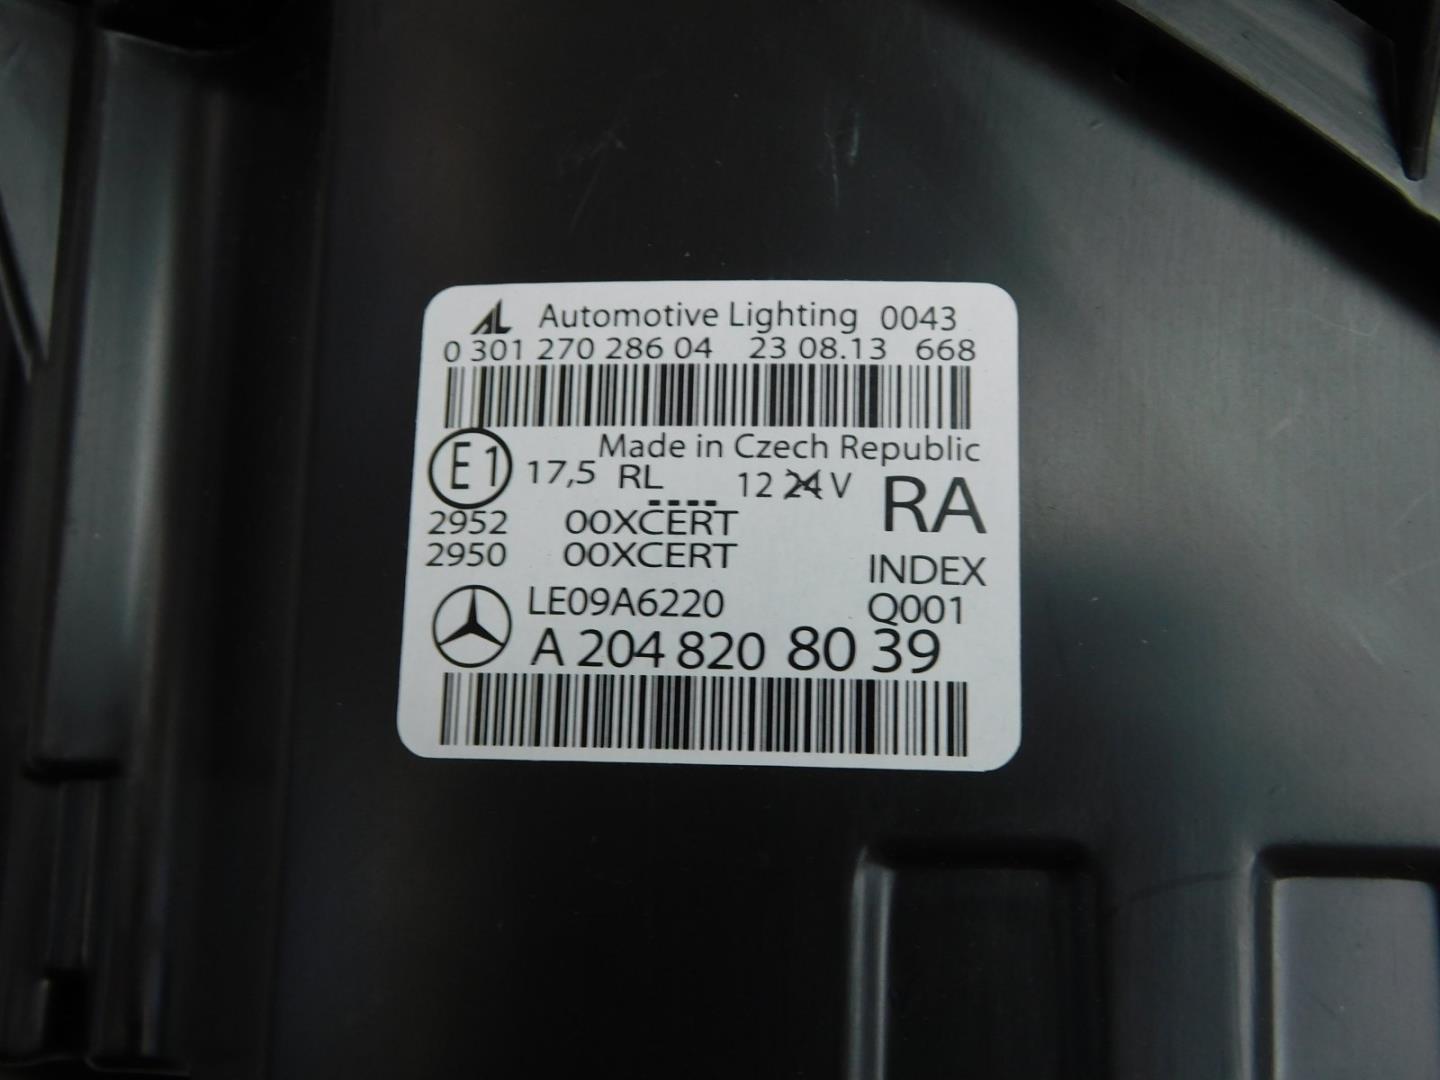 AL Automotive Lighting 0043
0 301 270 286 04 23 08.13 668
Made in Czech Republic
E1 17,5 RL 12 24 V RA
2952 00XCERT
2950 00XCERT INDEX
LE09A6220 Q001
A 204 820 80 39